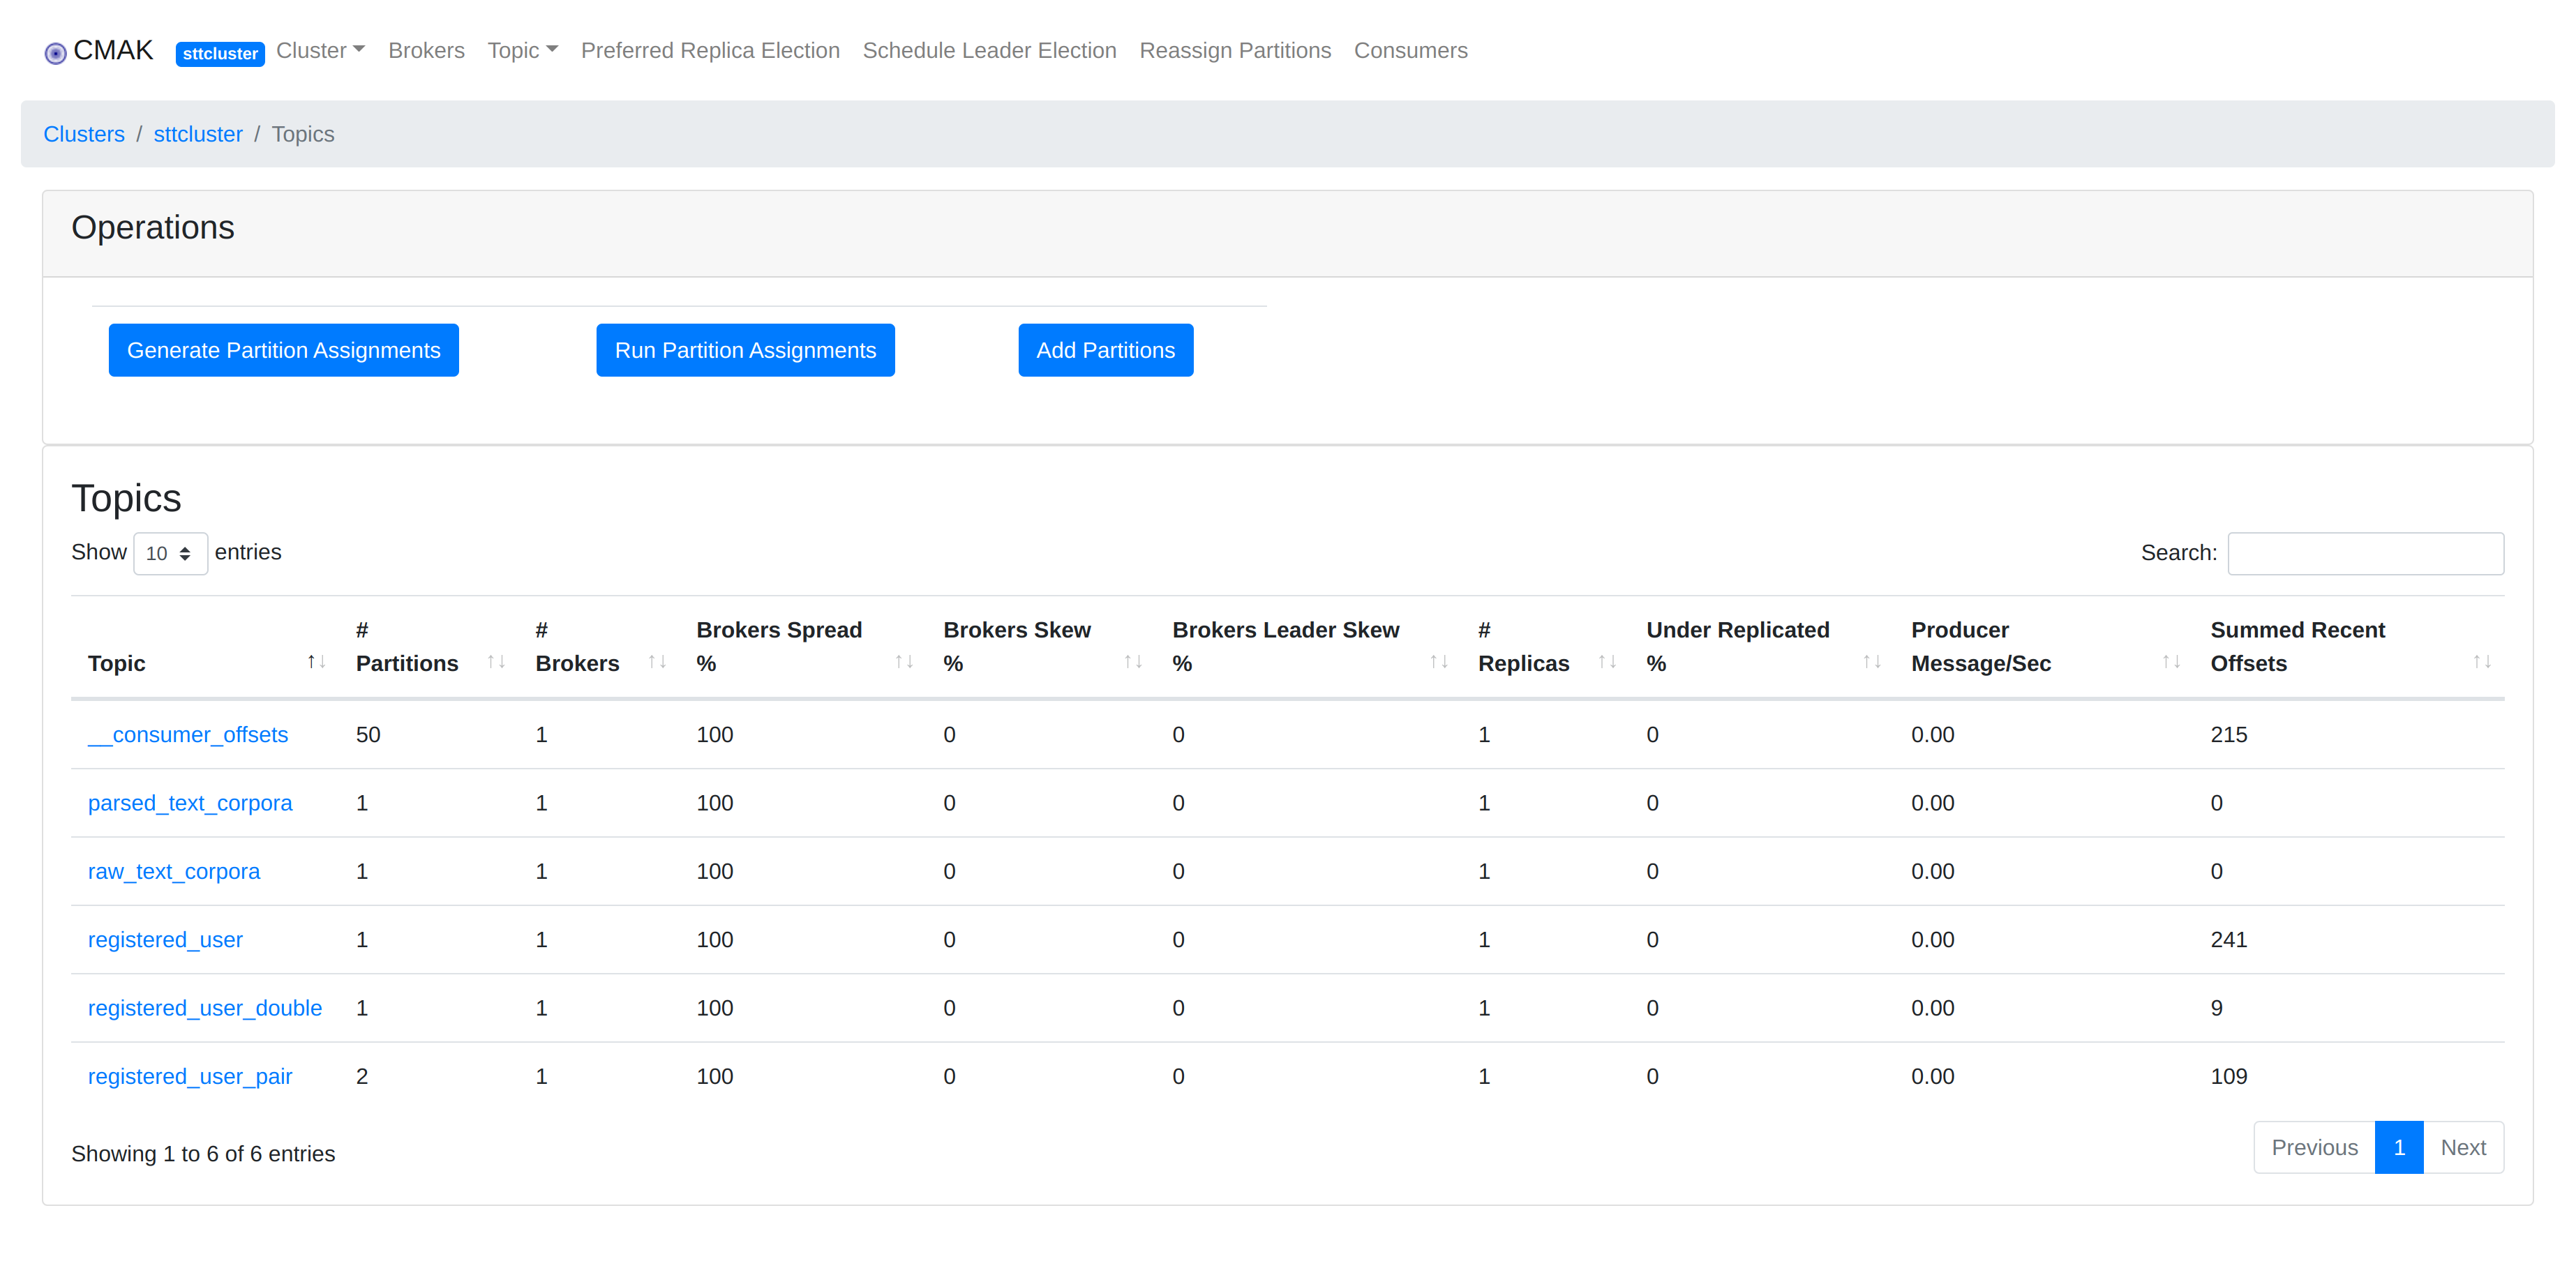 CMAK sttcluster Cluster Brokers Topic Preferred Replica Election Schedule Leader Election Reassign Partitions Consumers
Clusters / sttcluster / Topics
Operations
Generate Partition Assignments Run Partition Assignments Add Partitions
Topics
Show 10 entries Search:
Topic # Partitions # Brokers Brokers Spread % Brokers Skew % Brokers Leader Skew % # Replicas Under Replicated % Producer Message/Sec Summed Recent Offsets
__consumer_offsets 50 1 100 0 0 1 0 0.00 215
parsed_text_corpora 1 1 100 0 0 1 0 0.00 0
raw_text_corpora 1 1 100 0 0 1 0 0.00 0
registered_user 1 1 100 0 0 1 0 0.00 241
registered_user_double 1 1 100 0 0 1 0 0.00 9
registered_user_pair 2 1 100 0 0 1 0 0.00 109
Showing 1 to 6 of 6 entries Previous 1 Next